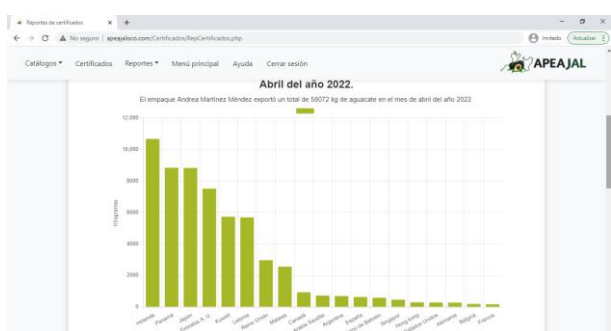 Reportes de certificados
No seguro | apeajalisco.com/Certificados/RepCertificados.php
Invitado
Actualizar
Catálogos Certificados Reportes Menú principal Ayuda Cerrar sesión
APEAJAL
Abril del año 2022.
El empaque Andrea Martínez Méndez exportó un total de 58072 kg de aguacate en el mes de abril del año 2022
12,000
10,000
8000
6000
4000
2000
0
Kilogramos
Holanda
Panamá
Japón
Emiratos A. U.
Kuwait
Letonia
Reino Unido
Malasia
Canadá
Arabia Saudita
Argentina
España
de Bahréin
Singapur
Hong kong
Estados Unidos
Alemania
Bélgica
Francia